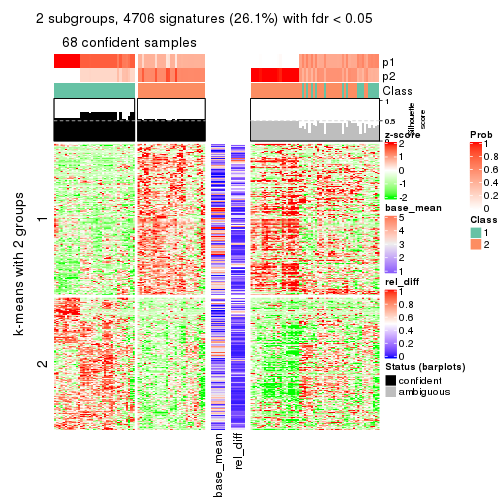 2 subgroups, 4706 signatures (26.1%) with fdr < 0.05
68 confident samples
p1
p2
Class
1
0.5
0
Silhouette
score
k-means with 2 groups
1
2
base_mean
rel_diff
z-score
2
1
0
-1
-2
base_mean
5
4
3
2
1
rel_diff
1
0.8
0.6
0.4
0.2
0
Status (barplots)
confident
ambiguous
Prob
1
0.8
0.6
0.4
0.2
0
Class
1
2